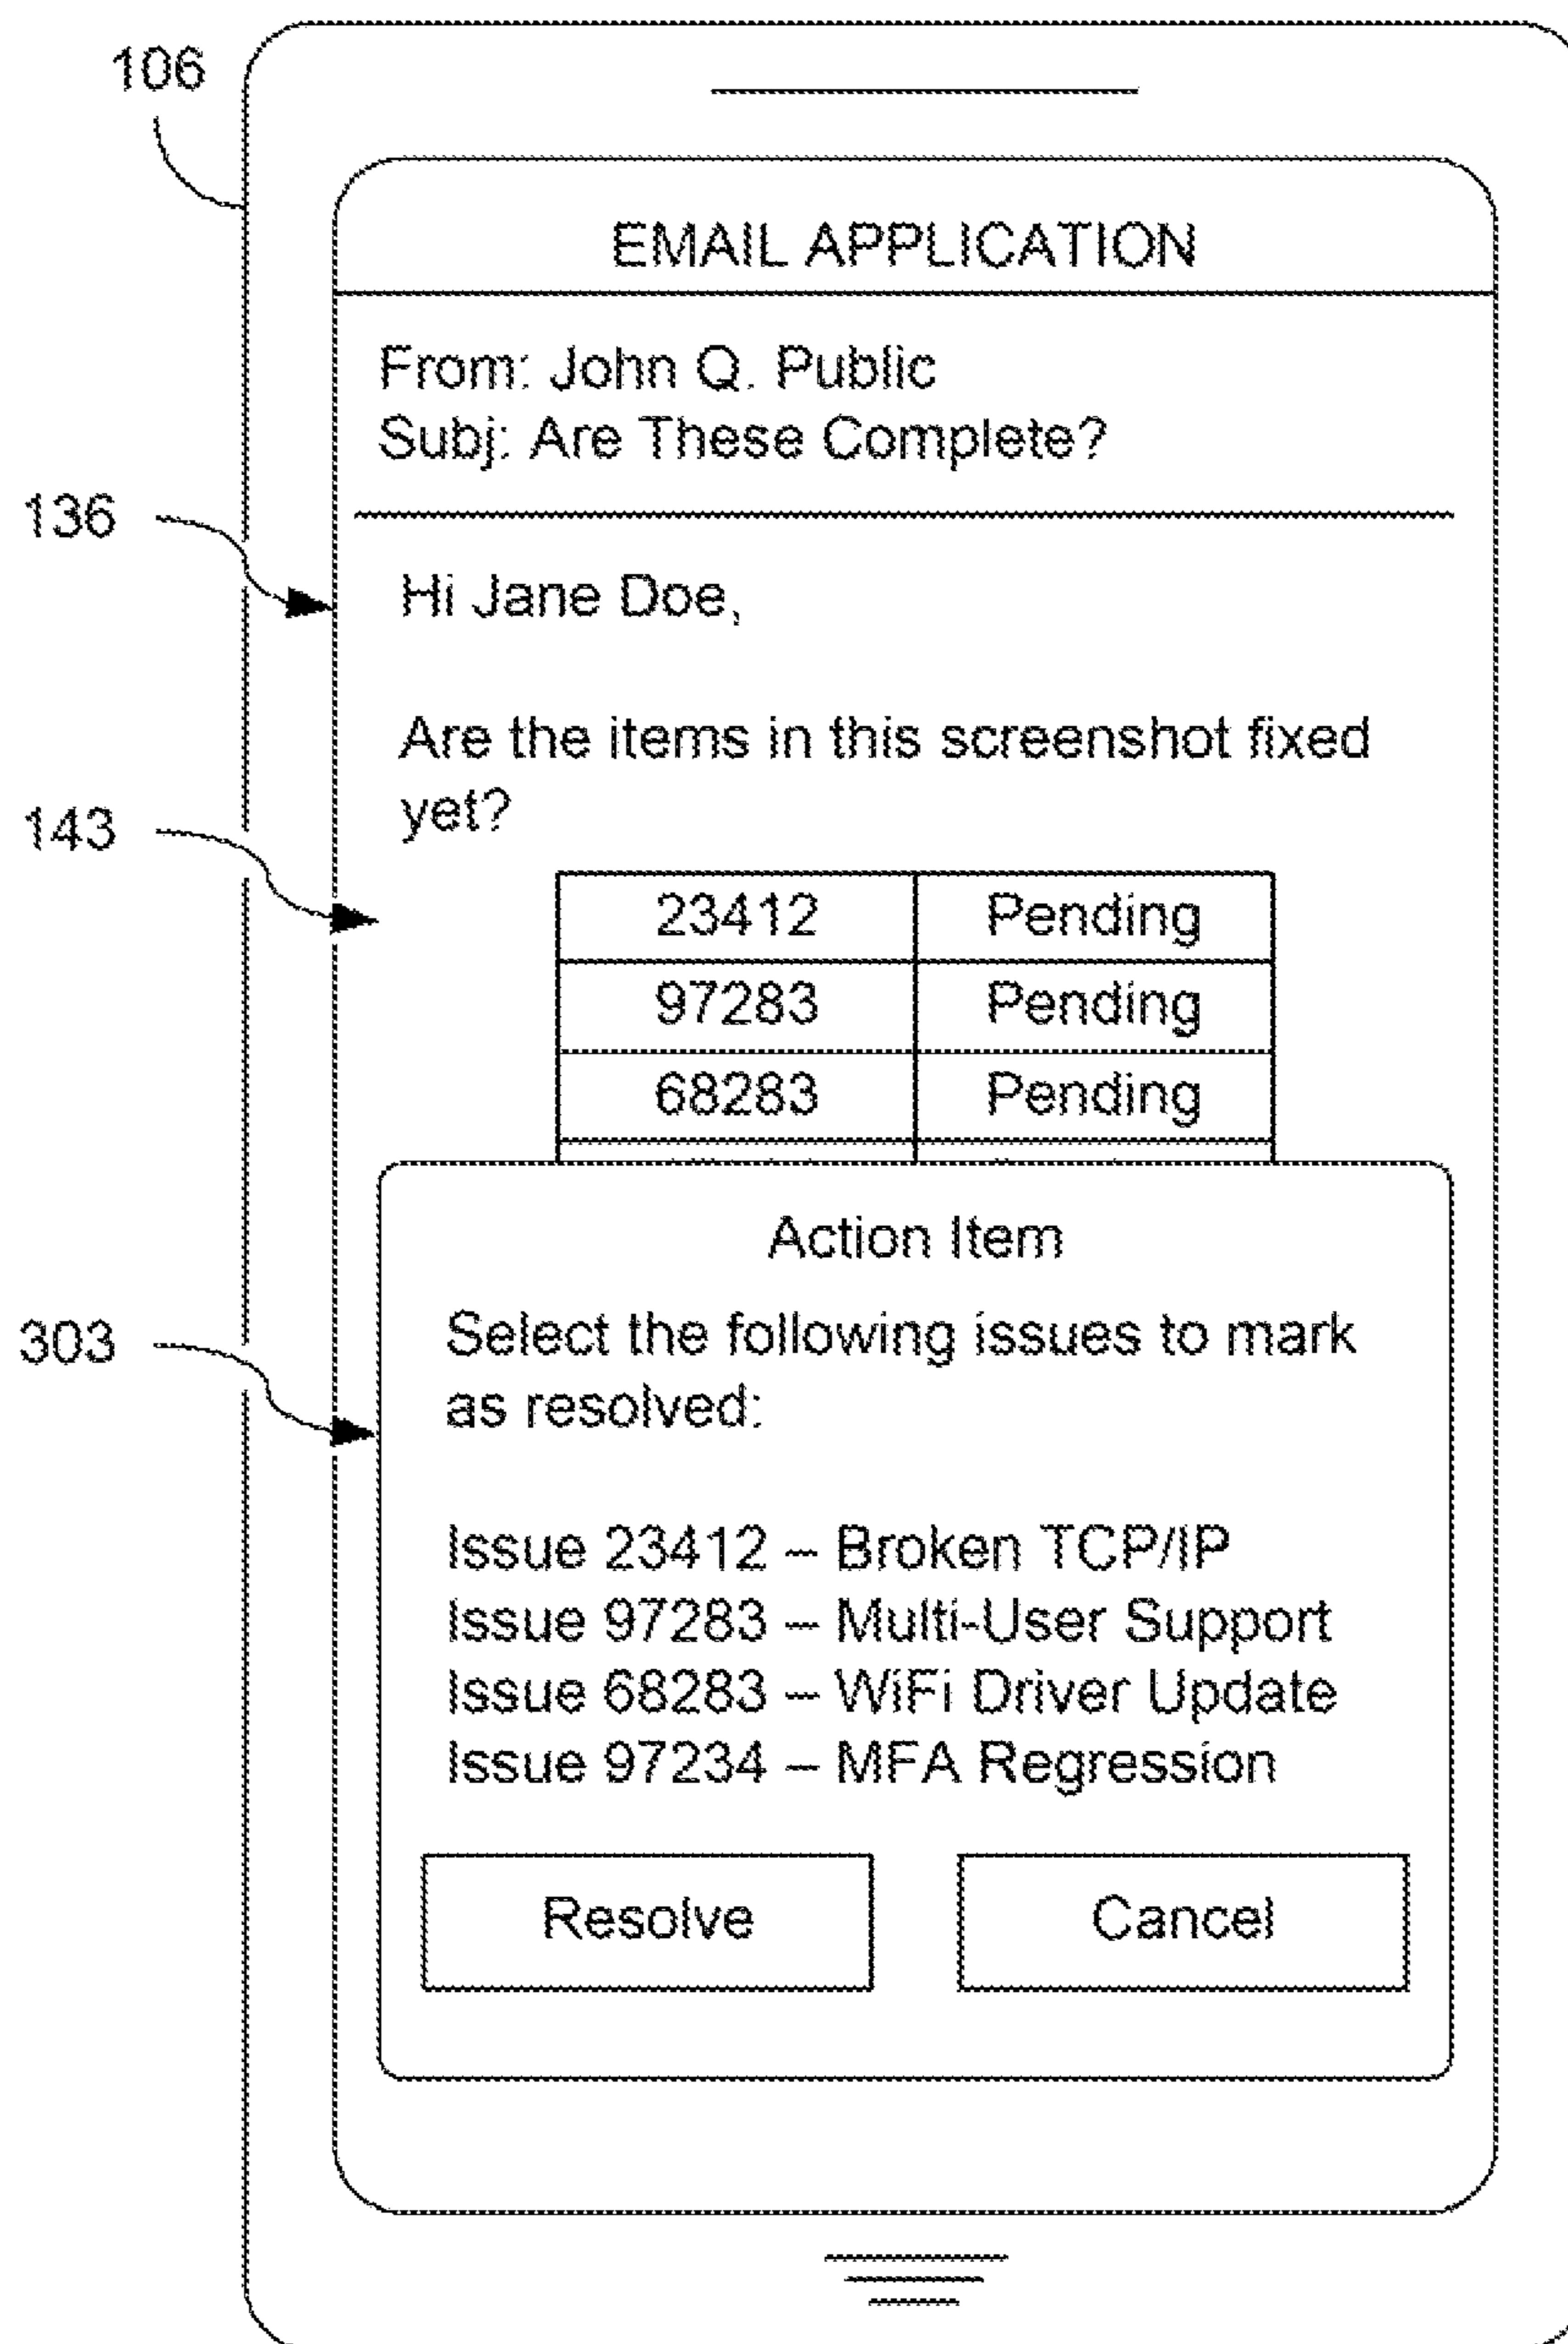 106
EMAIL APPLICATION
From: John Q. Public
Subj: Are These Complete?
136
Hi Jane Doe,
Are the items in this screenshot fixed
yet?
143
23412 Pending
97283 Pending
68283 Pending
Action Item
303
Select the following issues to mark
as resolved:
Issue 23412 – Broken TCP/IP
Issue 97283 – Multi-User Support
Issue 68283 – WiFi Driver Update
Issue 97234 – MFA Regression
Resolve Cancel